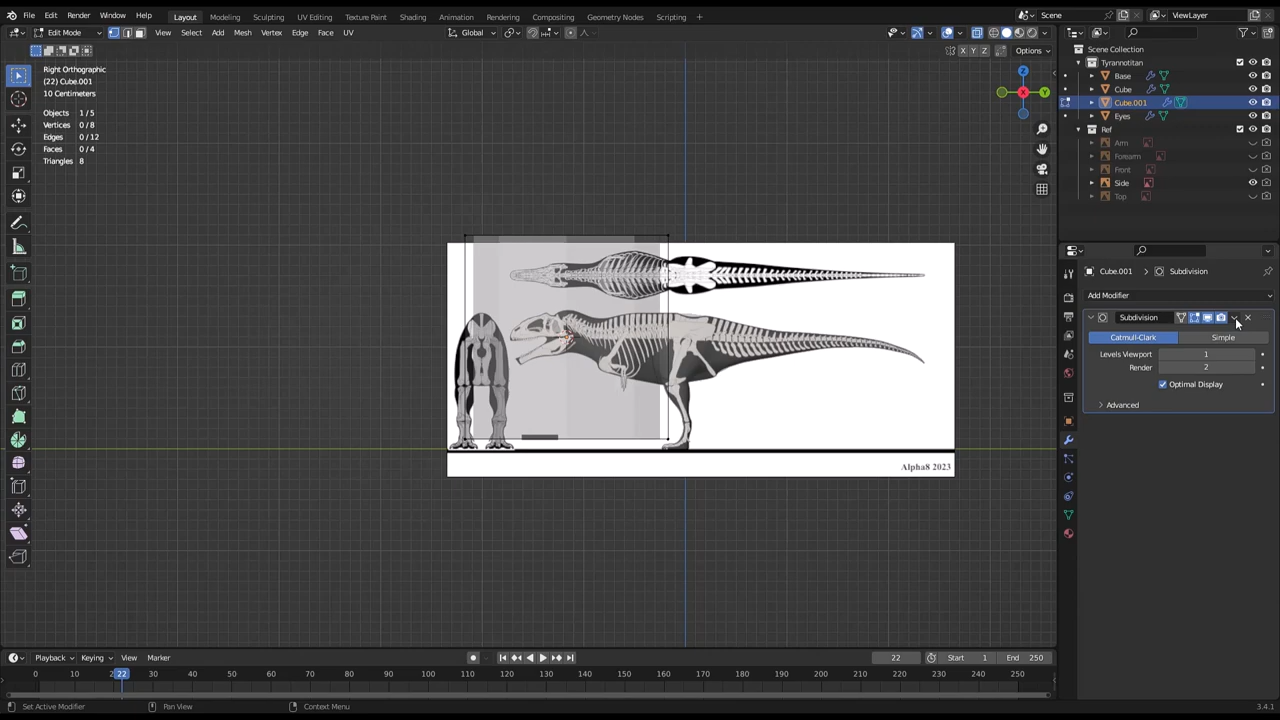 File Edit Render Window Help Layout Modeling Sculpting UV Editing Texture Paint Shading Animation Rendering Compositing Geometry Nodes Scripting + Scene ViewLayer
Edit Mode View Select Add Mesh Vertex Edge Face UV Global
X Y Z Options
Right Orthographic
(22) Cube.001
10 Centimeters
Objects 1/5
Vertices 0/8
Edges 0/12
Faces 0/4
Triangles 8
Z
X
Y
Alpha8 2023
Scene Collection
Tyrannotitan
Base
Cube
Cube.001
Eyes
Ref
Arm
Forearm
Front
Side
Top
Cube.001 Subdivision
Add Modifier
Subdivision
Catmull-Clark Simple
Levels Viewport 1
Render 2
Optimal Display
Advanced
Playback Keying View Marker 22 Start 1 End 250
0 10 22 30 40 50 60 70 80 90 100 110 120 130 140 150 160 170 180 190 200 210 220 230 240 250
Set Active Modifier Pan View Context Menu 3.4.1